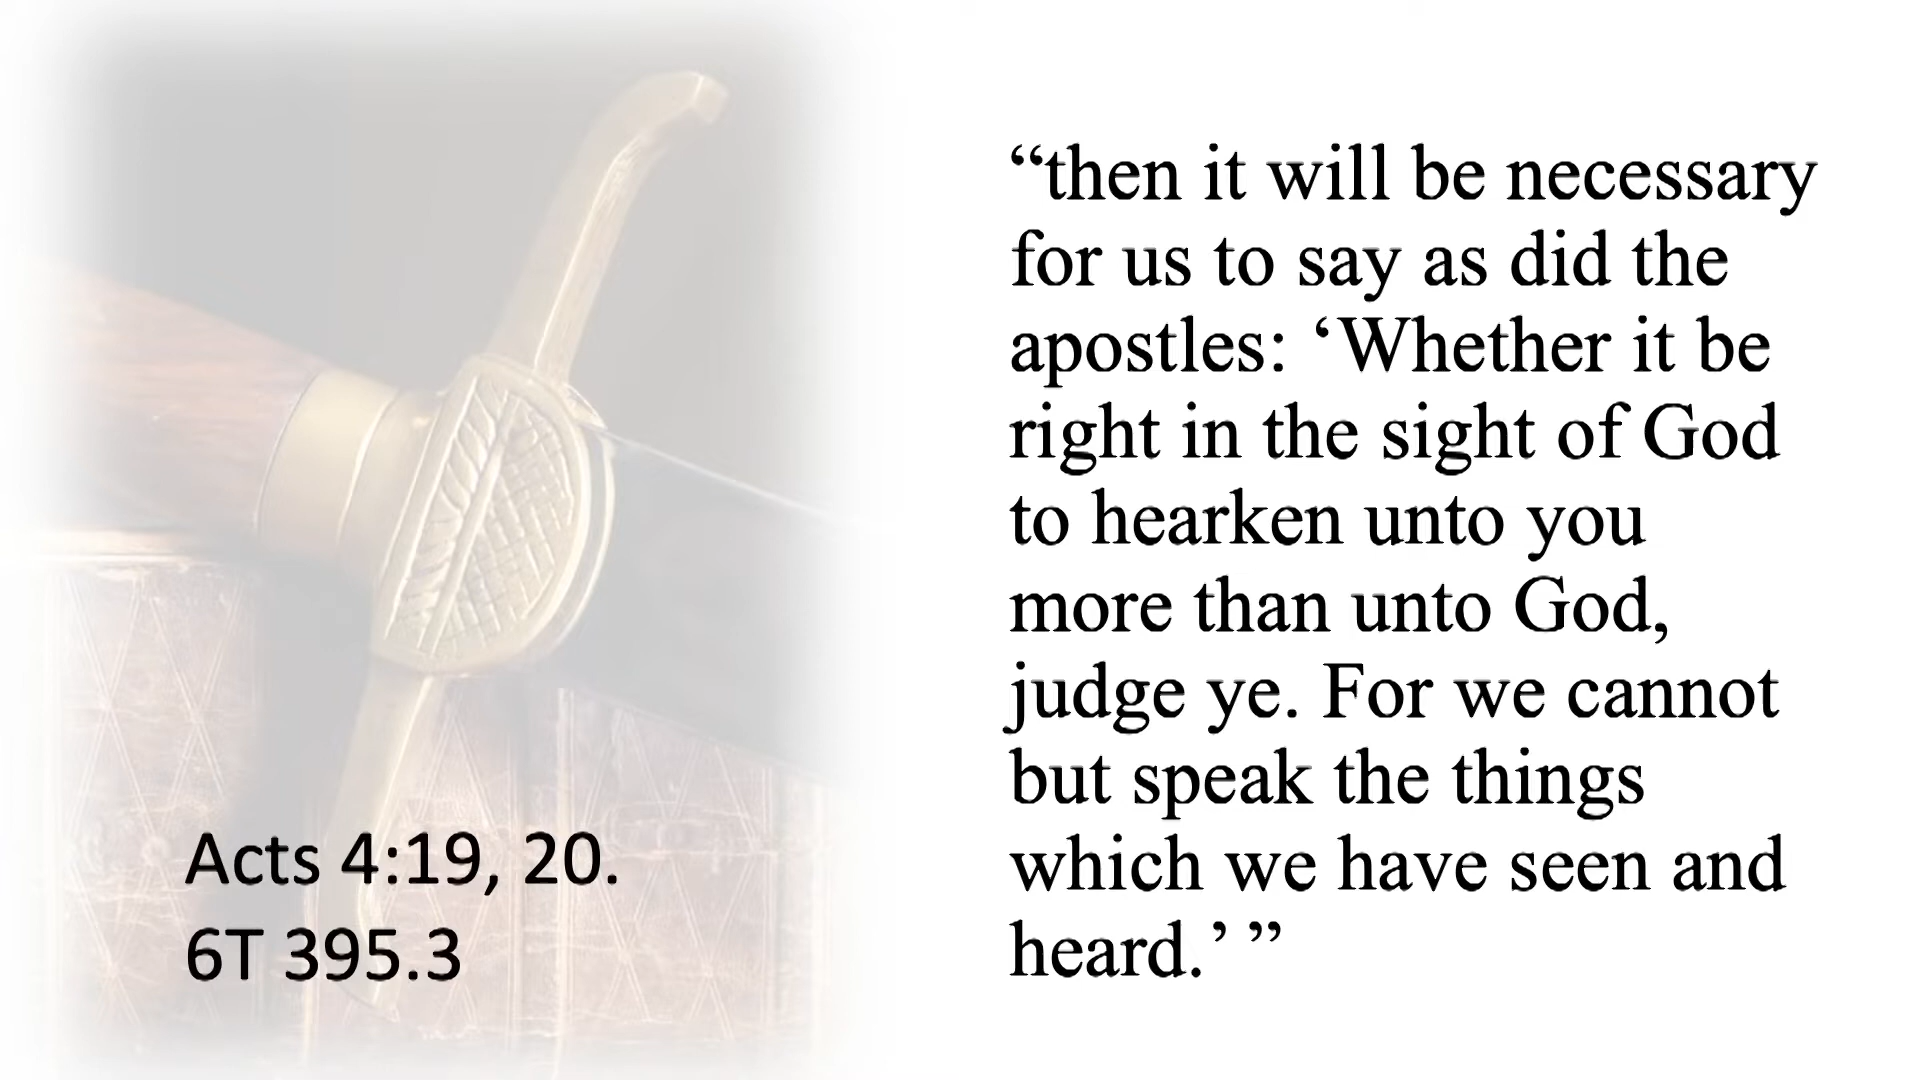 “then it will be necessary
for us to say as did the
apostles: ‘Whether it be
right in the sight of God
to hearken unto you
more than unto God,
judge ye. For we cannot
but speak the things
which we have seen and
heard.’ ”
Acts 4:19, 20.
6T 395.3